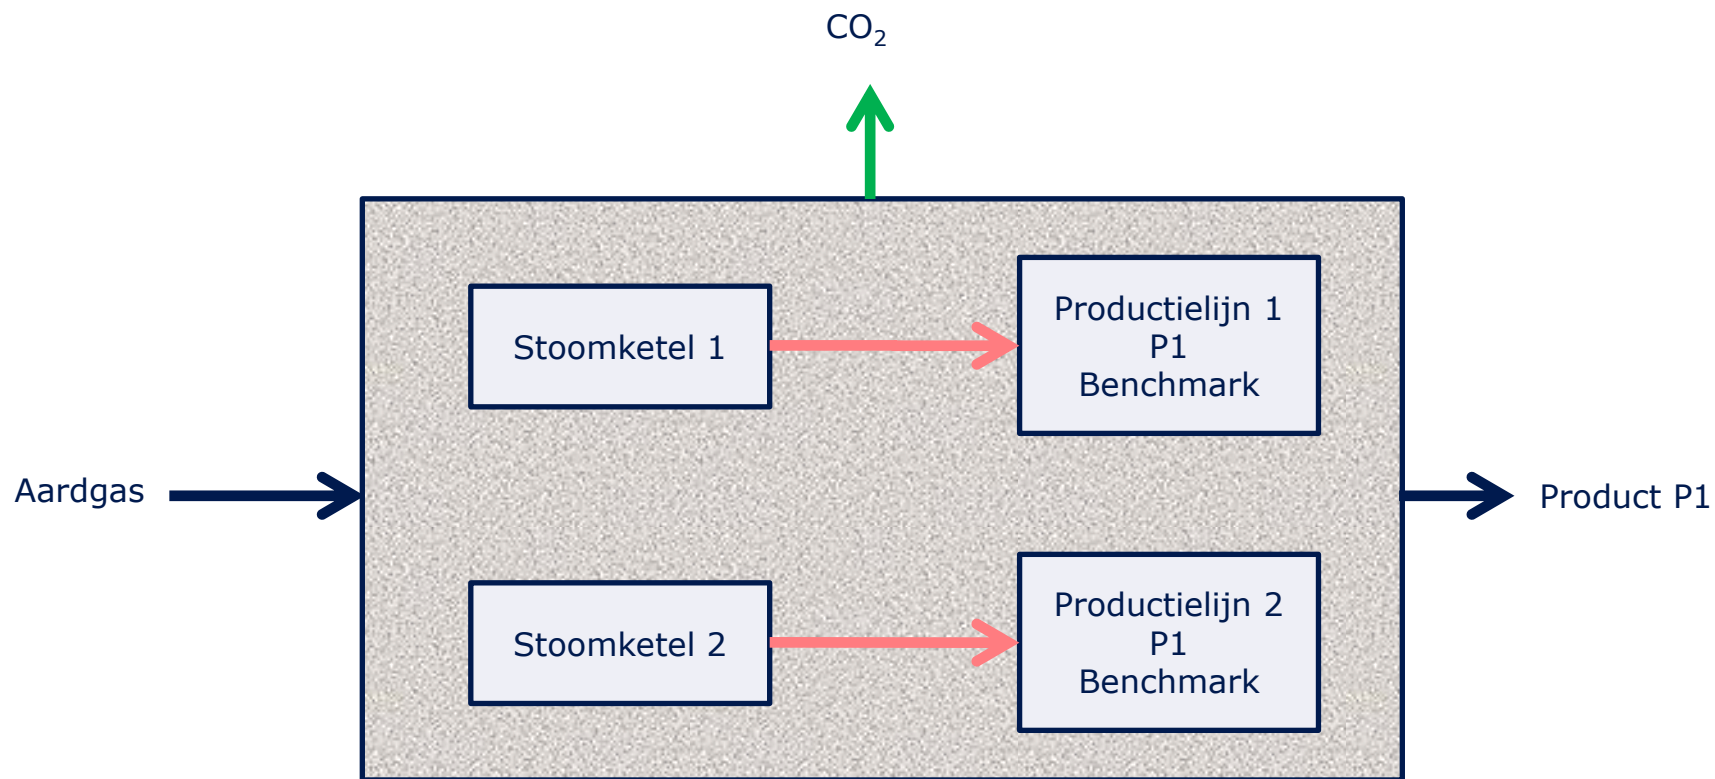 CO₂
Stoomketel 1
Productielijn 1
P1
Benchmark
Aardgas
Product P1
Stoomketel 2
Productielijn 2
P1
Benchmark